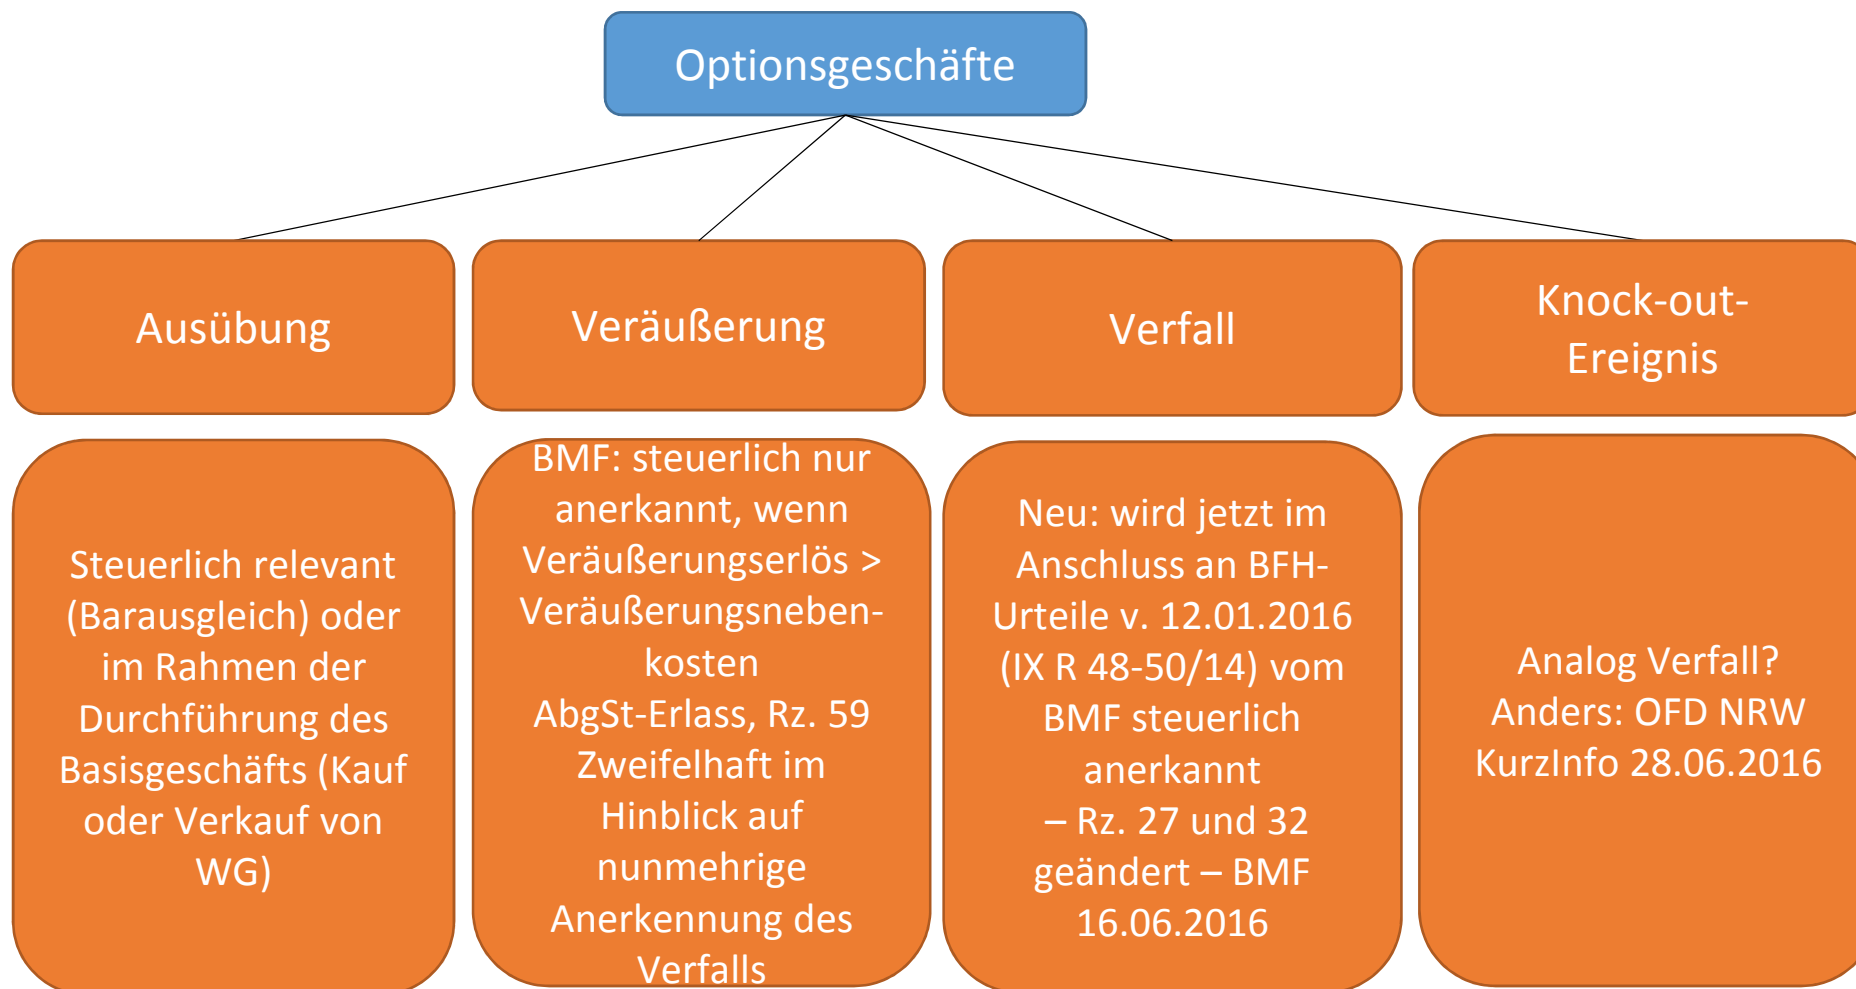 Optionsgeschäfte
Ausübung
Veräußerung
Verfall
Knock-out-
Ereignis
Steuerlich relevant
(Barausgleich) oder
im Rahmen der
Durchführung des
Basisgeschäfts (Kauf
oder Verkauf von
WG)
BMF: steuerlich nur
anerkannt, wenn
Veräußerungserlös >
Veräußerungsneben-
kosten
AbgSt-Erlass, Rz. 59
Zweifelhaft im
Hinblick auf
nunmehrige
Anerkennung des
Verfalls
Neu: wird jetzt im
Anschluss an BFH-
Urteile v. 12.01.2016
(IX R 48-50/14) vom
BMF steuerlich
anerkannt
– Rz. 27 und 32
geändert – BMF
16.06.2016
Analog Verfall?
Anders: OFD NRW
KurzInfo 28.06.2016